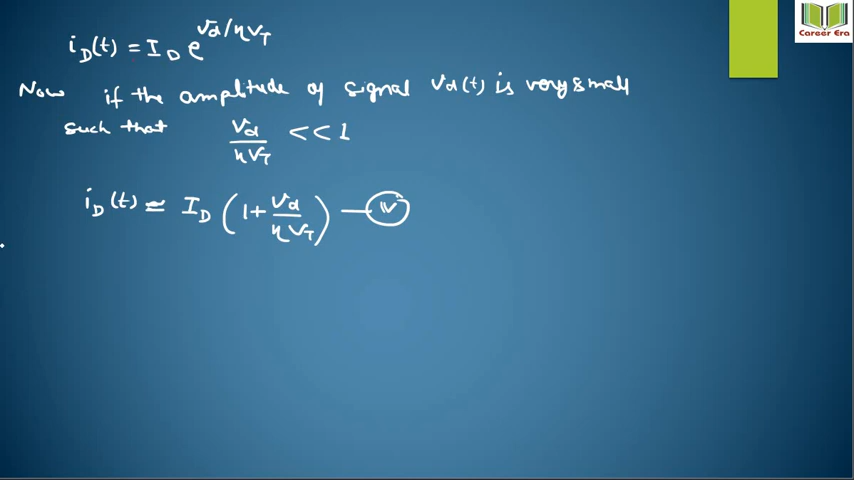 Career Era
i_D(t) = I_D e^{v_d/ηV_T}
Now if the amplitude of signal v_d(t) is very small
such that v_d/ηV_T << 1
i_D(t) ≃ I_D (1 + v_d/ηV_T) — iv